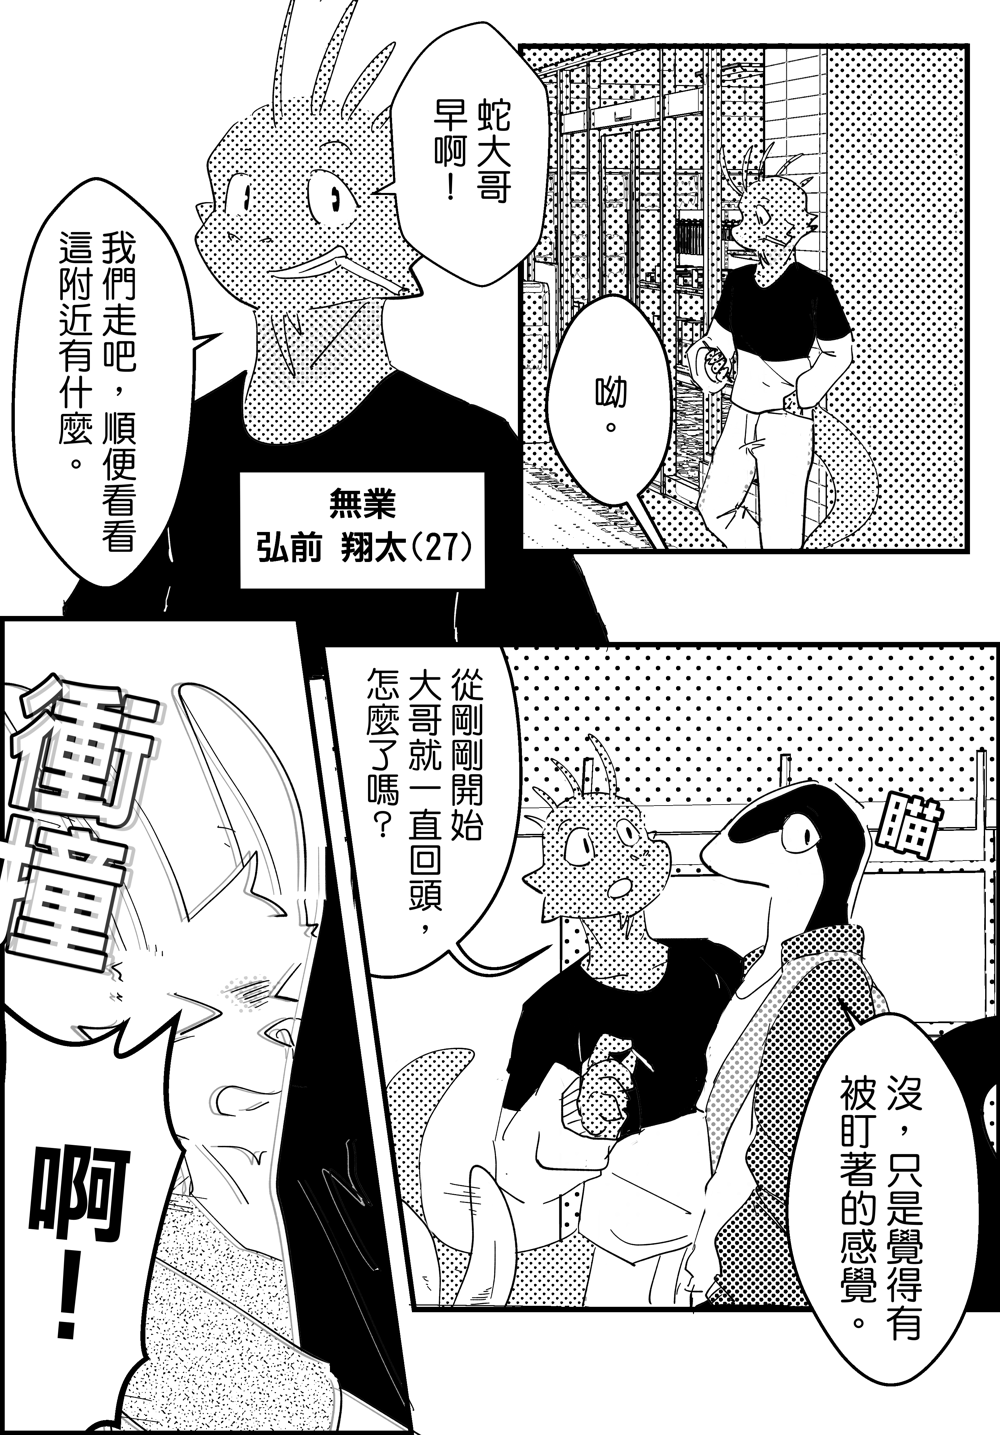 呦。
蛇大哥
早啊！
我們走吧，順便看看
這附近有什麼。
無業
弘前 翔太(27)
瞄
從剛剛開始
大哥就一直回頭，
怎麼了嗎？
沒，只是覺得有
被盯著的感覺。
衝撞
啊！